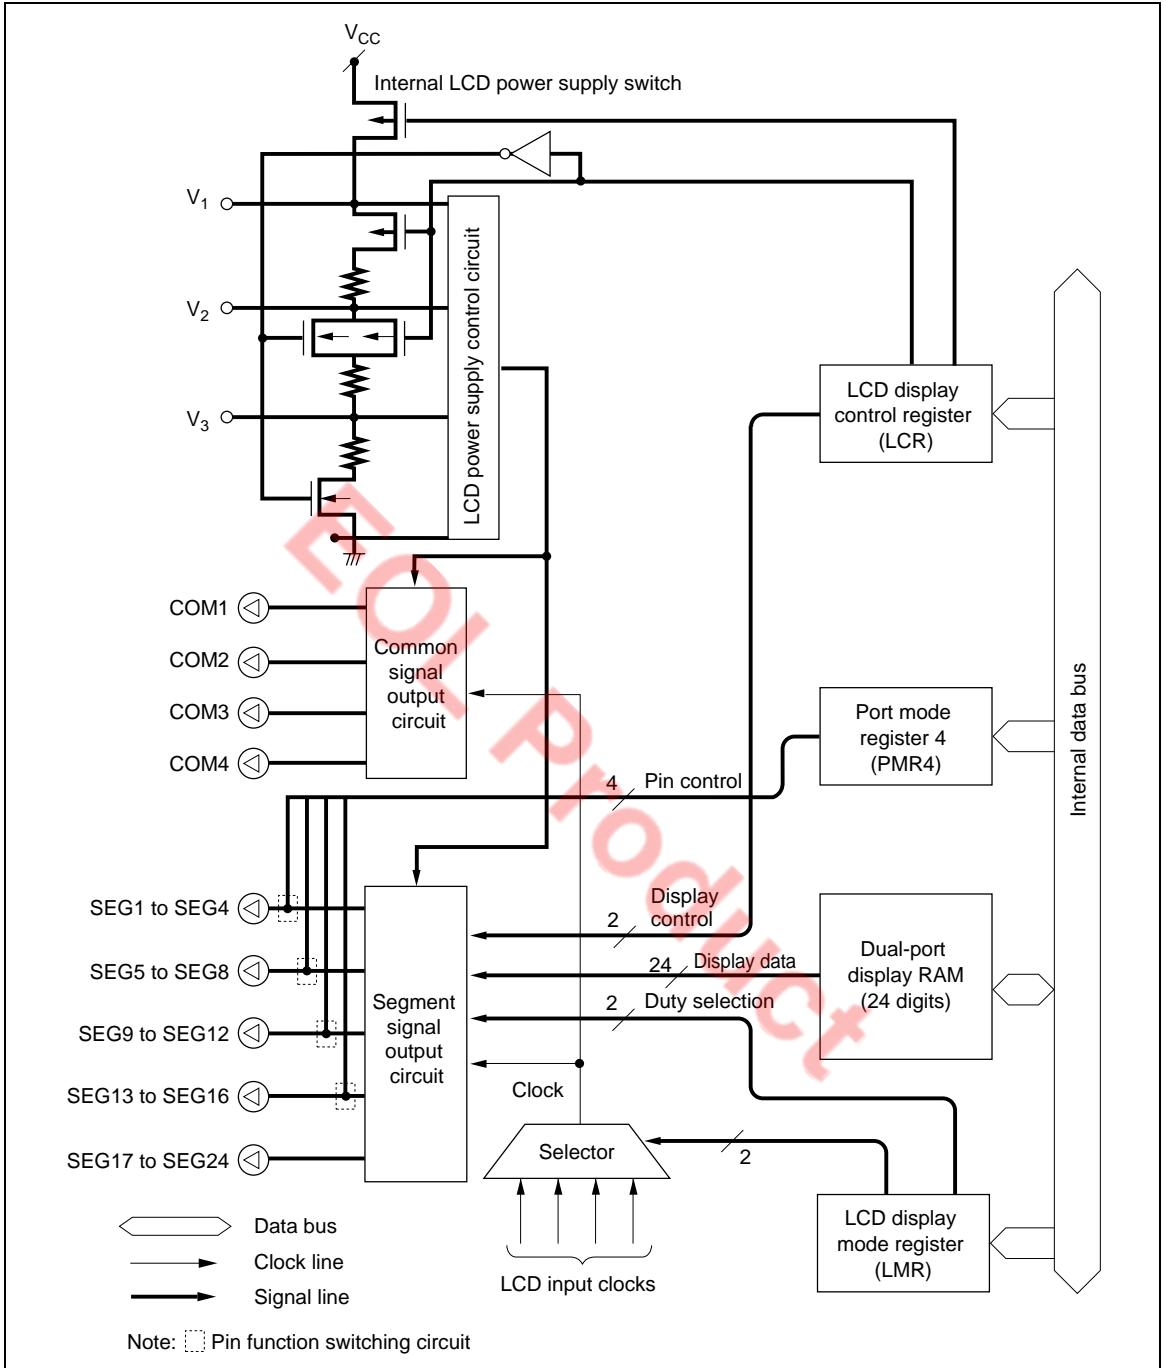 VCC
Internal LCD power supply switch
V1
V2
V3
LCD power supply control circuit
LCD display
control register
(LCR)
Internal data bus
COM1
COM2
COM3
COM4
Common
signal
output
circuit
Port mode
register 4
(PMR4)
4 Pin control
SEG1 to SEG4
SEG5 to SEG8
SEG9 to SEG12
SEG13 to SEG16
SEG17 to SEG24
Segment
signal
output
circuit
2 Display
control
24 Display data
2 Duty selection
Dual-port
display RAM
(24 digits)
Clock
Selector
2
LCD input clocks
LCD display
mode register
(LMR)
Data bus
Clock line
Signal line
Note: Pin function switching circuit
EOL Product